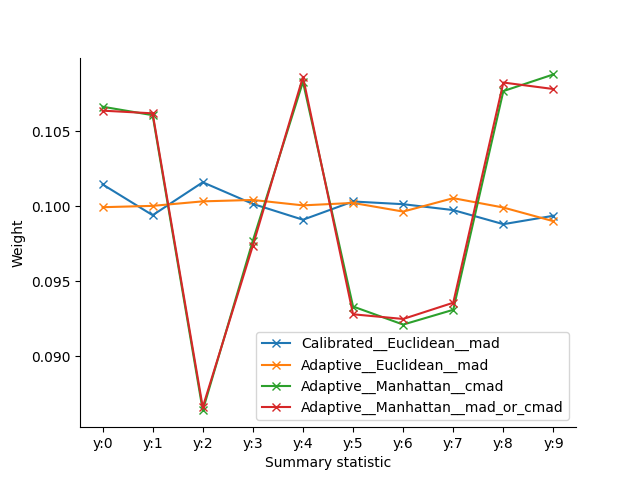 0.105
0.100
0.095
0.090
Weight
Calibrated__Euclidean__mad
Adaptive__Euclidean__mad
Adaptive__Manhattan__cmad
Adaptive__Manhattan__mad_or_cmad
y:0 y:1 y:2 y:3 y:4 y:5 y:6 y:7 y:8 y:9
Summary statistic